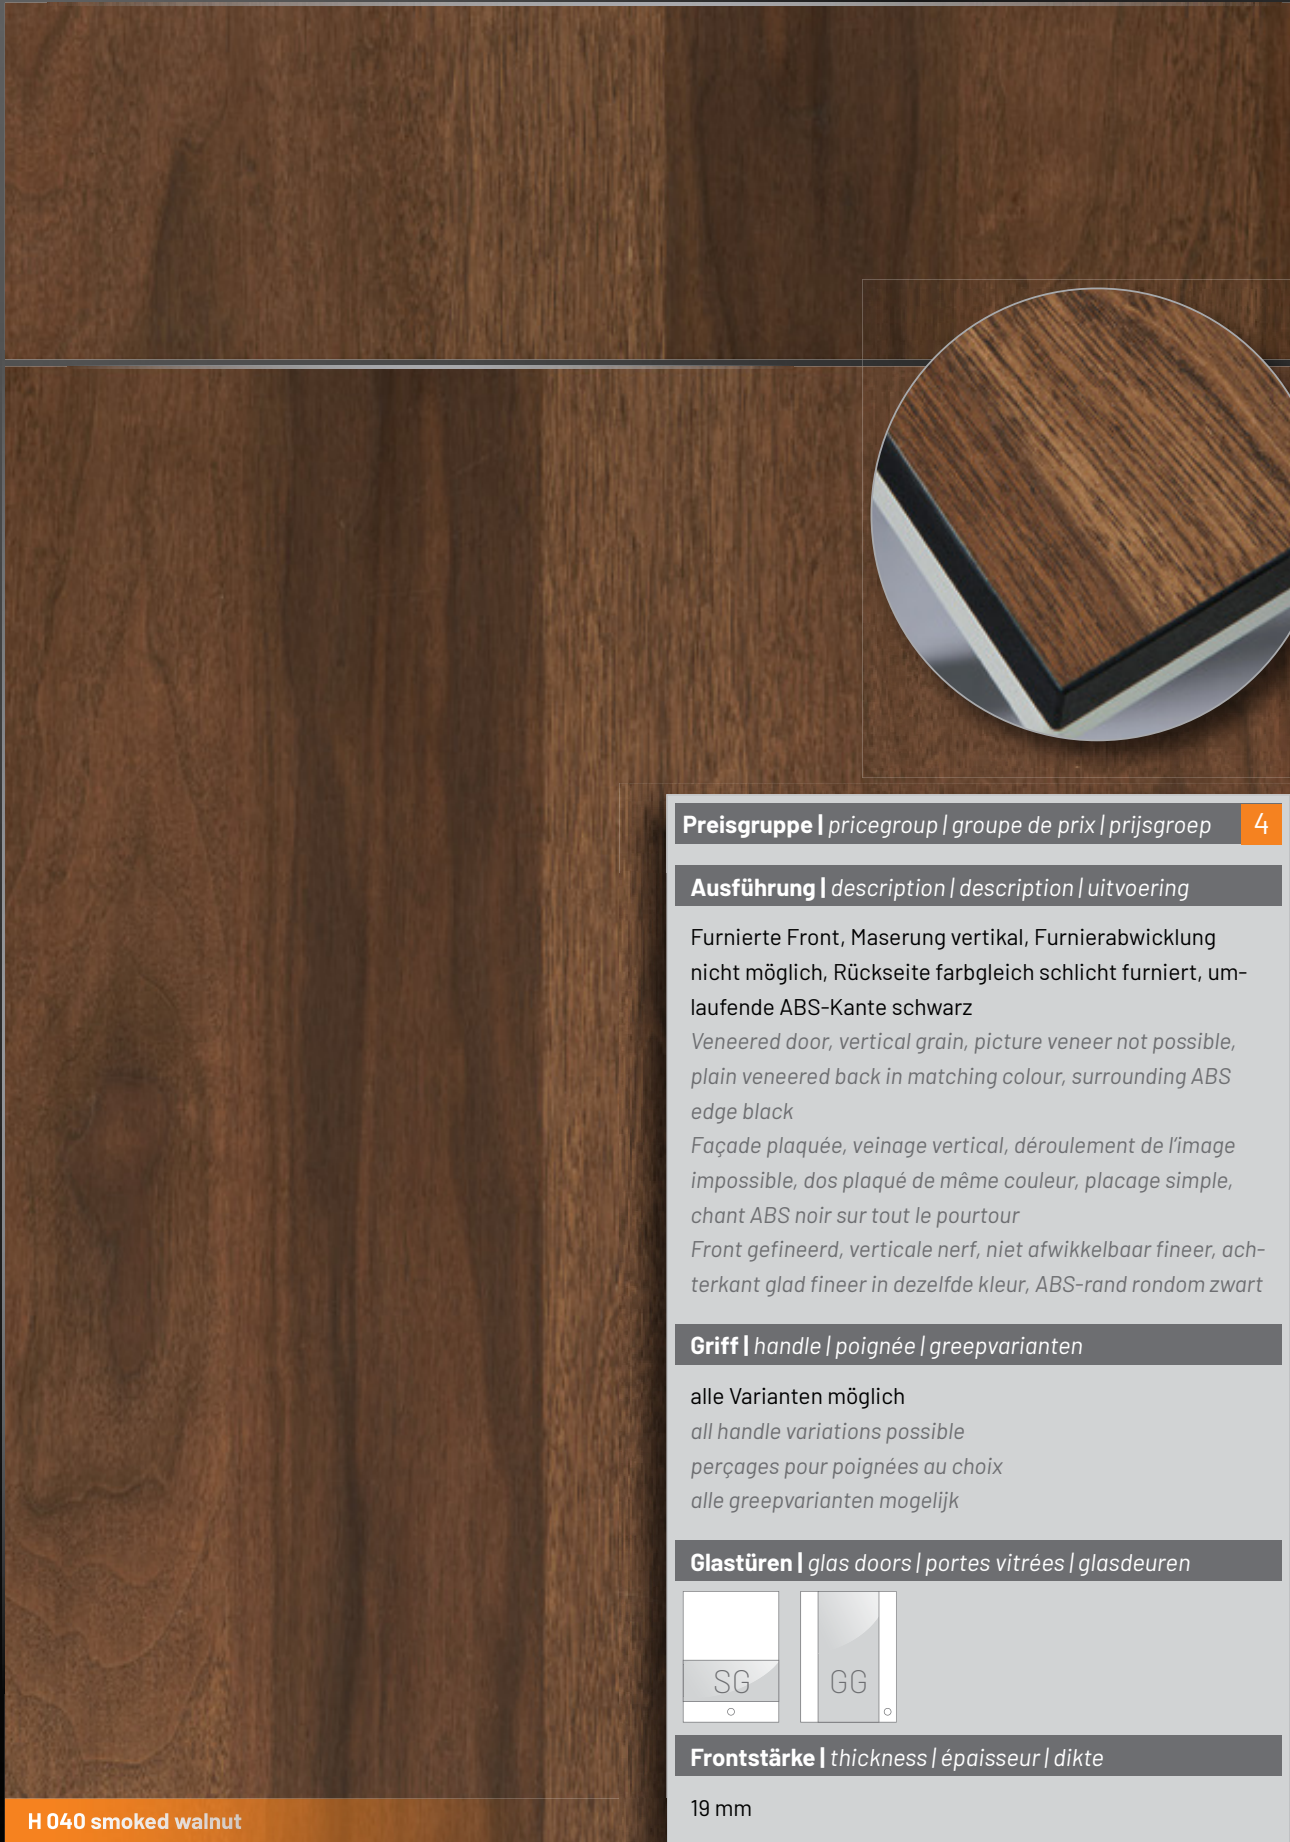 Preisgruppe | pricegroup | groupe de prix | prijsgroep 4
Ausführung | description | description | uitvoering
Furnierte Front, Maserung vertikal, Furnierabwicklung
nicht möglich, Rückseite farbgleich schlicht furniert, um-
laufende ABS-Kante schwarz
Veneered door, vertical grain, picture veneer not possible,
plain veneered back in matching colour, surrounding ABS
edge black
Façade plaquée, veinage vertical, déroulement de l'image
impossible, dos plaqué de même couleur, placage simple,
chant ABS noir sur tout le pourtour
Front gefineerd, verticale nerf, niet afwikkelbaar fineer, ach-
terkant glad fineer in dezelfde kleur, ABS-rand rondom zwart
Griff | handle | poignée | greepvarianten
alle Varianten möglich
all handle variations possible
perçages pour poignées au choix
alle greepvarianten mogelijk
Glastüren | glas doors | portes vitrées | glasdeuren
SG GG
Frontstärke | thickness | épaisseur | dikte
19 mm
H 040 smoked walnut